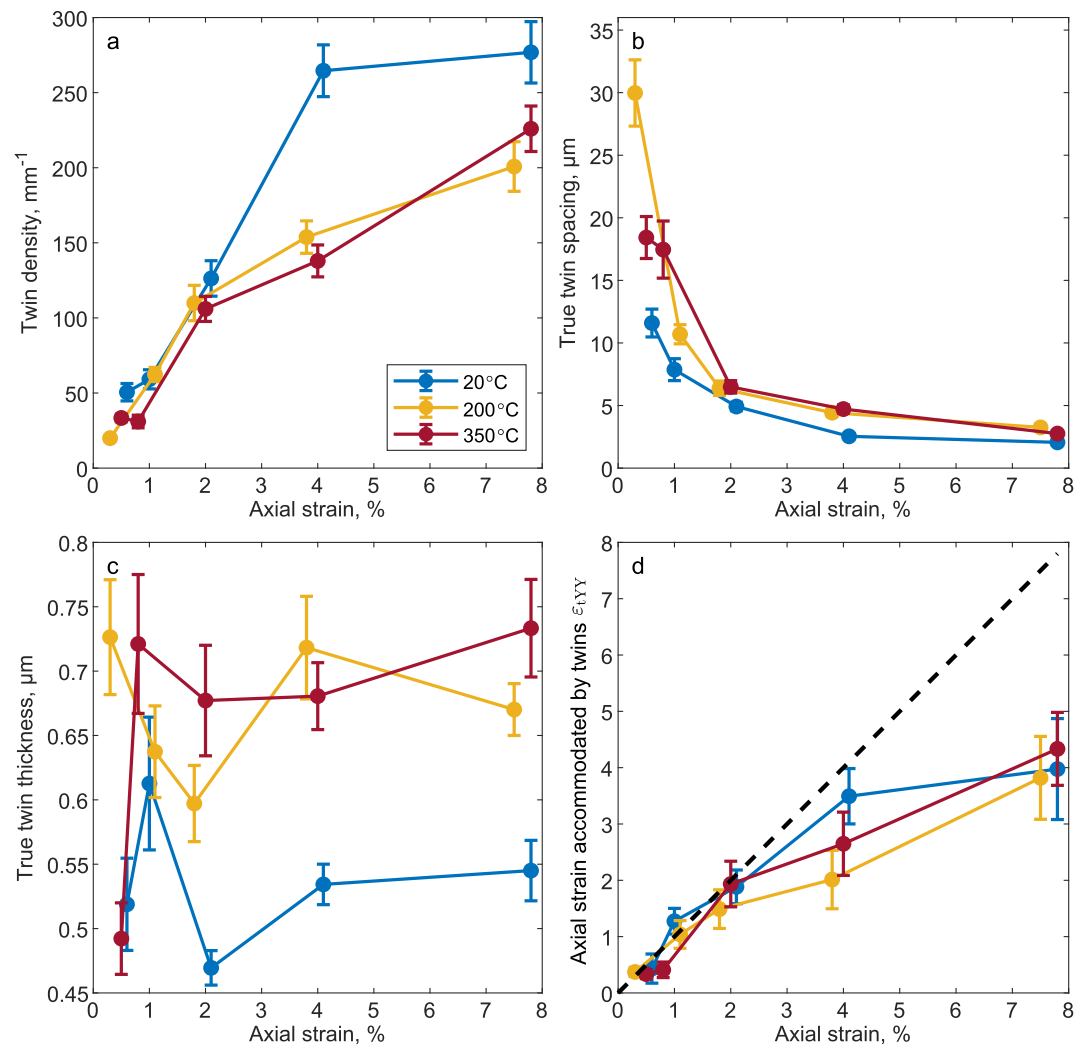 a
300
250
200
150
100
50
0
Twin density, mm⁻¹
0 1 2 3 4 5 6 7 8
Axial strain, %
20°C
200°C
350°C
b
35
30
25
20
15
10
5
0
True twin spacing, µm
0 1 2 3 4 5 6 7 8
Axial strain, %
c
0.8
0.75
0.7
0.65
0.6
0.55
0.5
0.45
True twin thickness, µm
0 1 2 3 4 5 6 7 8
Axial strain, %
d
8
7
6
5
4
3
2
1
0
Axial strain accommodated by twins εtYY
0 1 2 3 4 5 6 7 8
Axial strain, %